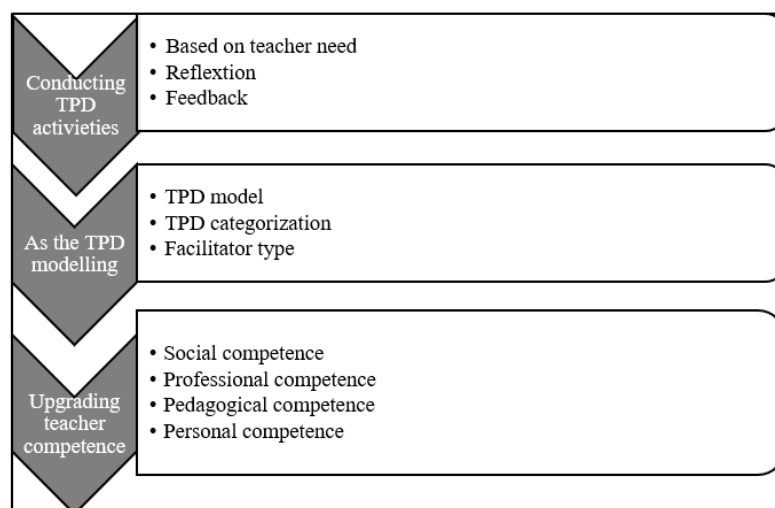 Conducting
TPD
activieties
• Based on teacher need
• Reflextion
• Feedback
As the TPD
modelling
• TPD model
• TPD categorization
• Facilitator type
Upgrading
teacher
competence
• Social competence
• Professional competence
• Pedagogical competence
• Personal competence